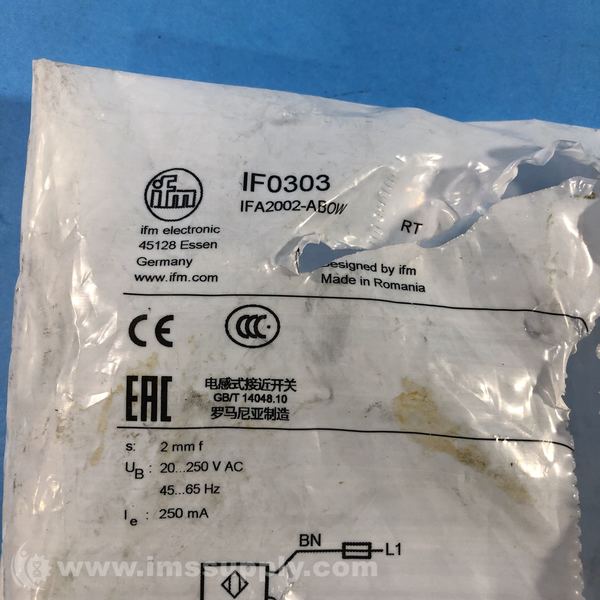 ifm
IF0303
IFA2002-ABOW
RT
ifm electronic
45128 Essen
Germany
www.ifm.com
Designed by ifm
Made in Romania
CE
CCC
EAC
电感式接近开关
GB/T 14048.10
罗马尼亚制造
s: 2 mm f
UB: 20...250 V AC
45...65 Hz
Ie : 250 mA
BN
L1
www.imssupply.com